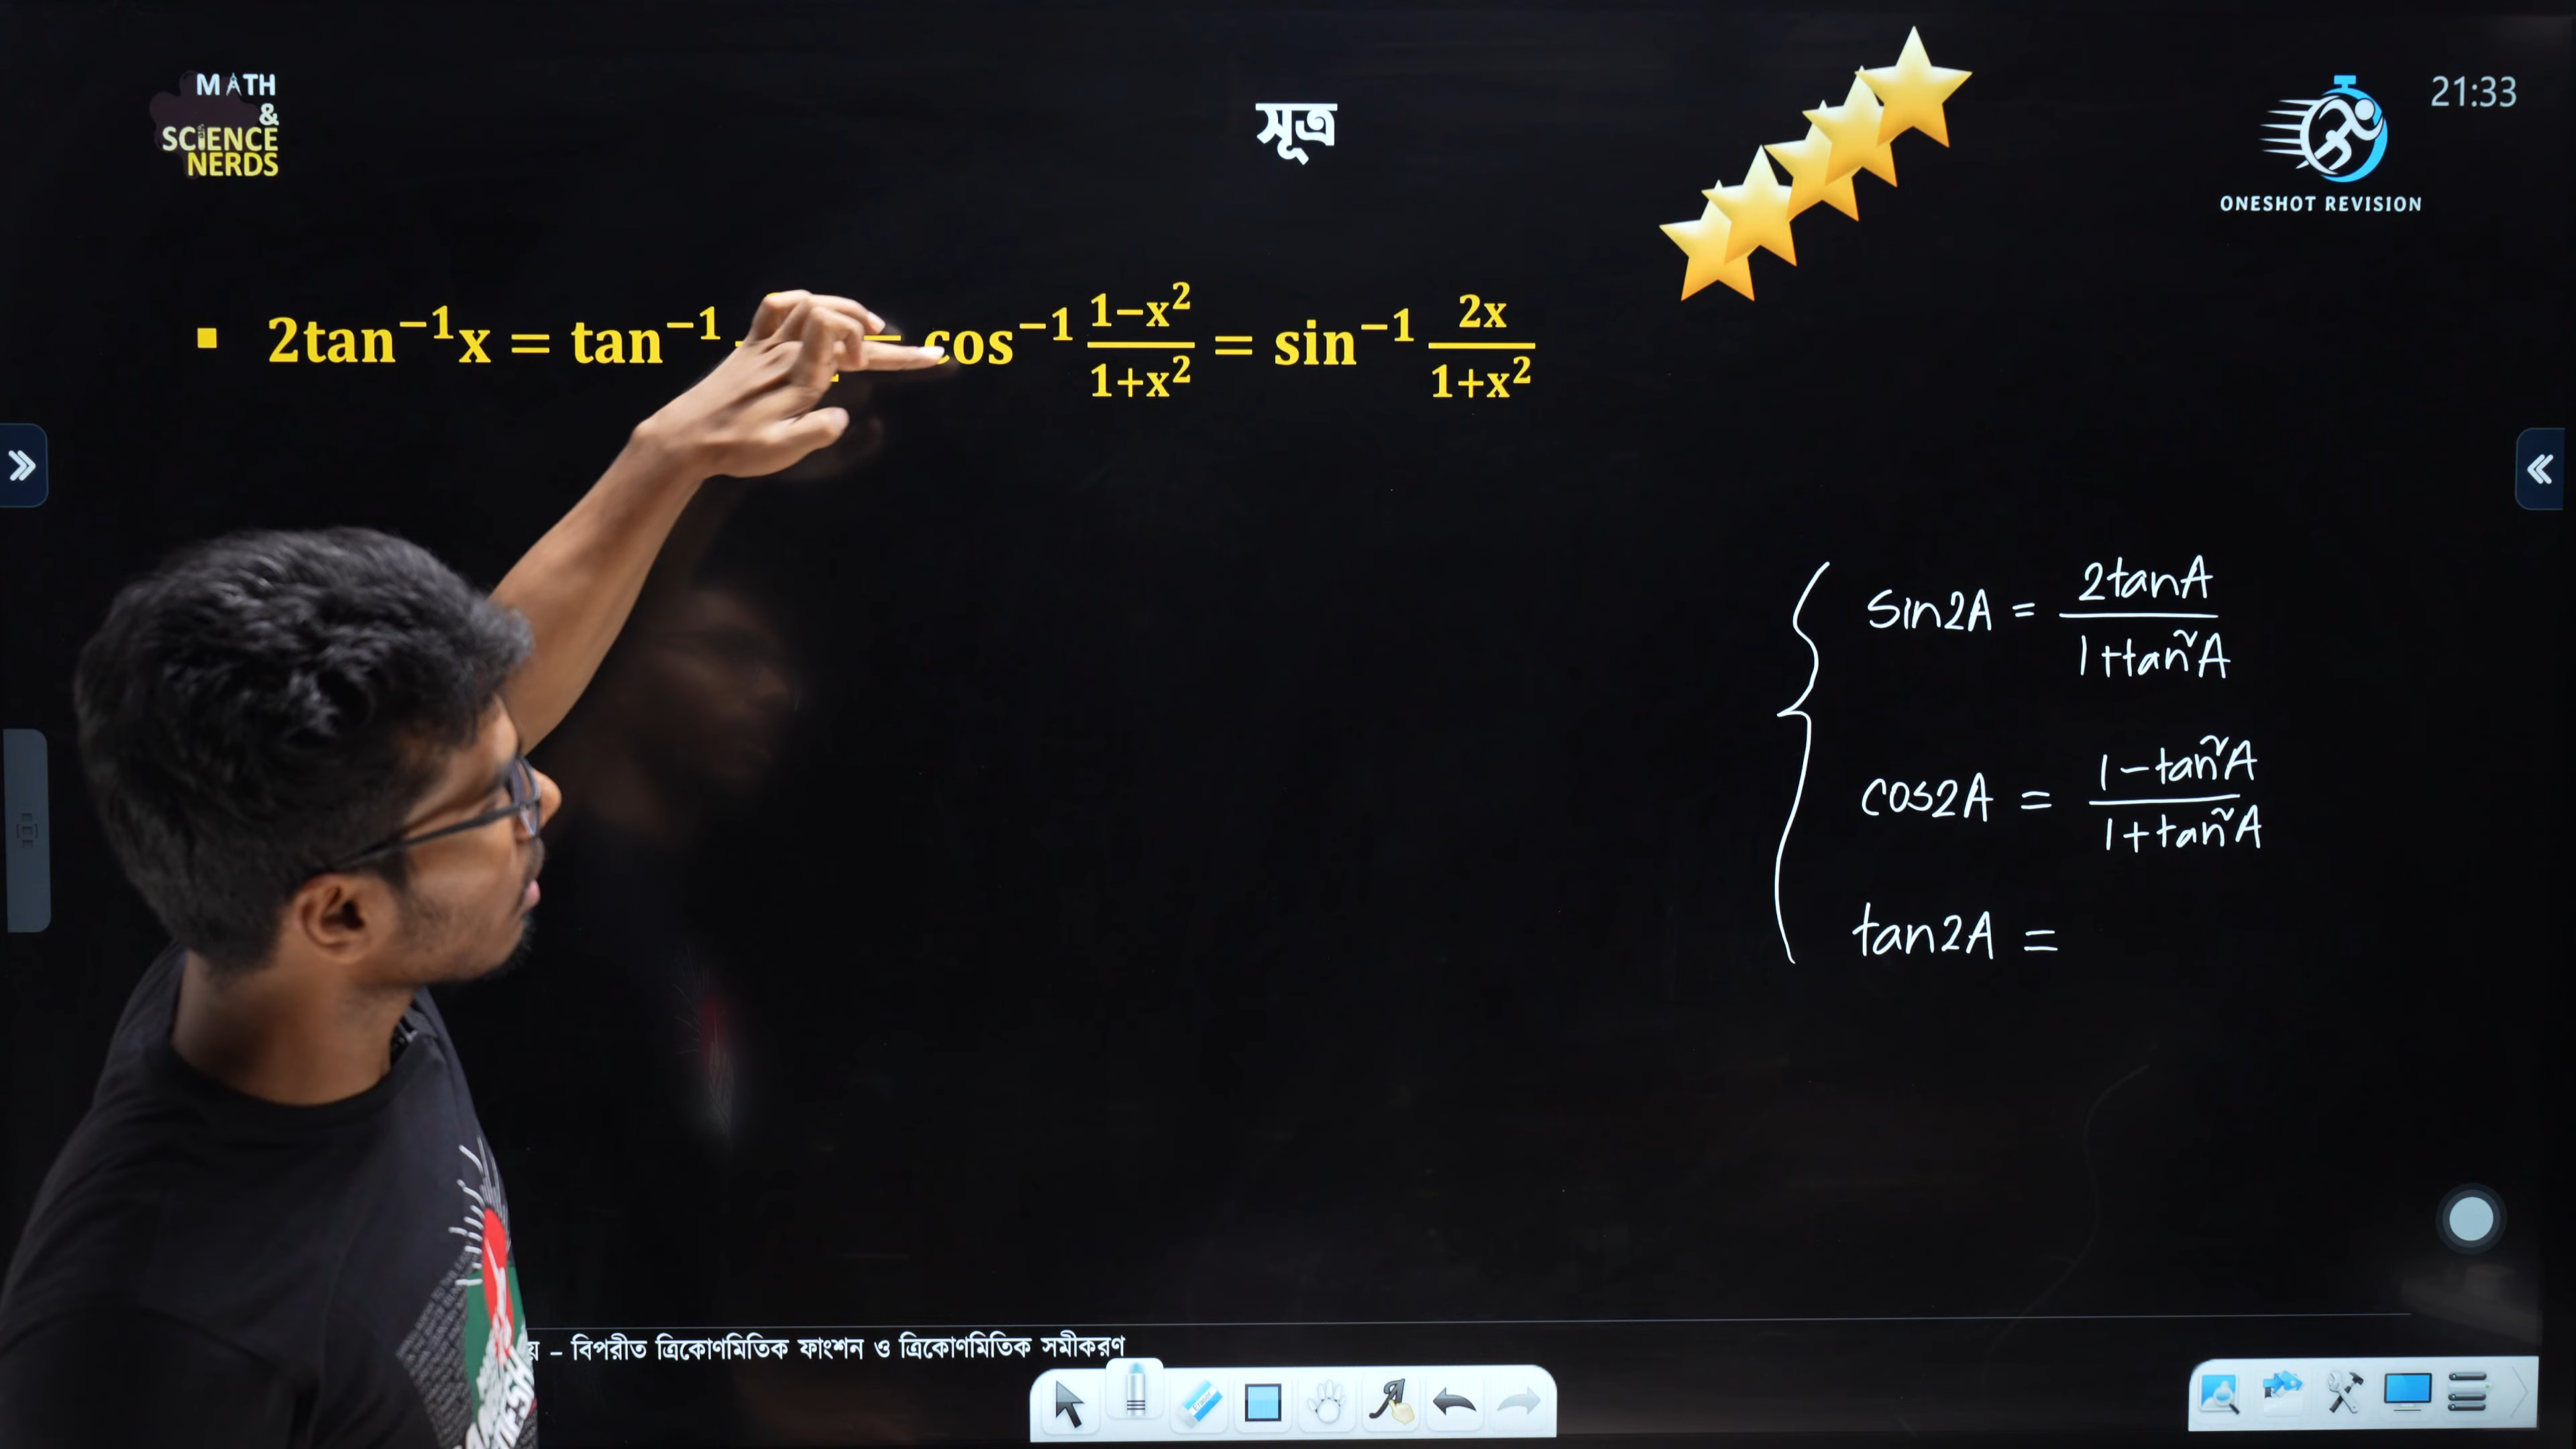 MATH
&
SCIENCE
NERDS
সূত্র
21:33
ONESHOT REVISION
▪ 2tan⁻¹x = tan⁻¹ = cos⁻¹ (1−x²)/(1+x²) = sin⁻¹ 2x/(1+x²)
sin2A = 2tanA/(1+tan²A)
cos2A = (1−tan²A)/(1+tan²A)
tan2A =
– বিপরীত ত্রিকোণমিতিক ফাংশন ও ত্রিকোণমিতিক সমীকরণ